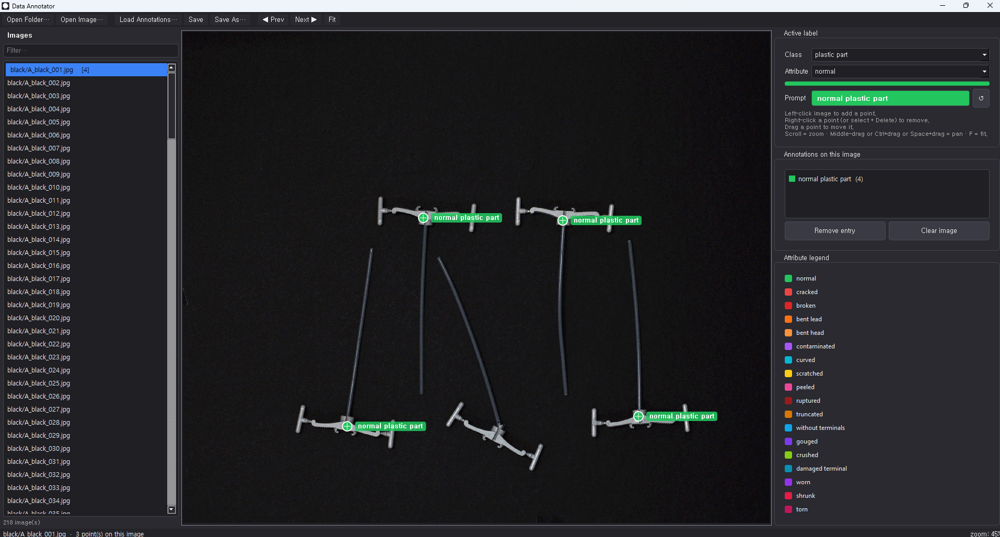 Data Annotator
Open Folder…
Open Image…
Load Annotations…
Save
Save As…
◀ Prev
Next ▶
Fit
Images
Filter…
black/A_black_001.jpg [4]
black/A_black_002.jpg
black/A_black_003.jpg
black/A_black_004.jpg
black/A_black_005.jpg
black/A_black_006.jpg
black/A_black_007.jpg
black/A_black_008.jpg
black/A_black_009.jpg
black/A_black_010.jpg
black/A_black_011.jpg
black/A_black_012.jpg
black/A_black_013.jpg
black/A_black_014.jpg
black/A_black_015.jpg
black/A_black_016.jpg
black/A_black_017.jpg
black/A_black_018.jpg
black/A_black_019.jpg
black/A_black_020.jpg
black/A_black_021.jpg
black/A_black_022.jpg
black/A_black_023.jpg
black/A_black_024.jpg
black/A_black_025.jpg
black/A_black_026.jpg
black/A_black_027.jpg
black/A_black_028.jpg
black/A_black_029.jpg
black/A_black_030.jpg
black/A_black_031.jpg
black/A_black_032.jpg
black/A_black_033.jpg
black/A_black_034.jpg
black/A_black_035.jpg
218 image(s)
black/A_black_001.jpg · 3 point(s) on this image
normal plastic part
normal plastic part
normal plastic part
normal plastic part
Active label
Class plastic part
Attribute normal
Prompt normal plastic part ↺
Left-click image to add a point.
Right-click a point (or select + Delete) to remove.
Drag a point to move it.
Scroll = zoom · Middle-drag or Ctrl+drag or Space+drag = pan · F = fit.
Annotations on this image
normal plastic part (4)
Remove entry
Clear image
Attribute legend
normal
cracked
broken
bent lead
bent head
contaminated
curved
scratched
peeled
ruptured
truncated
without terminals
gouged
crushed
damaged terminal
worn
shrunk
torn
zoom: 45%